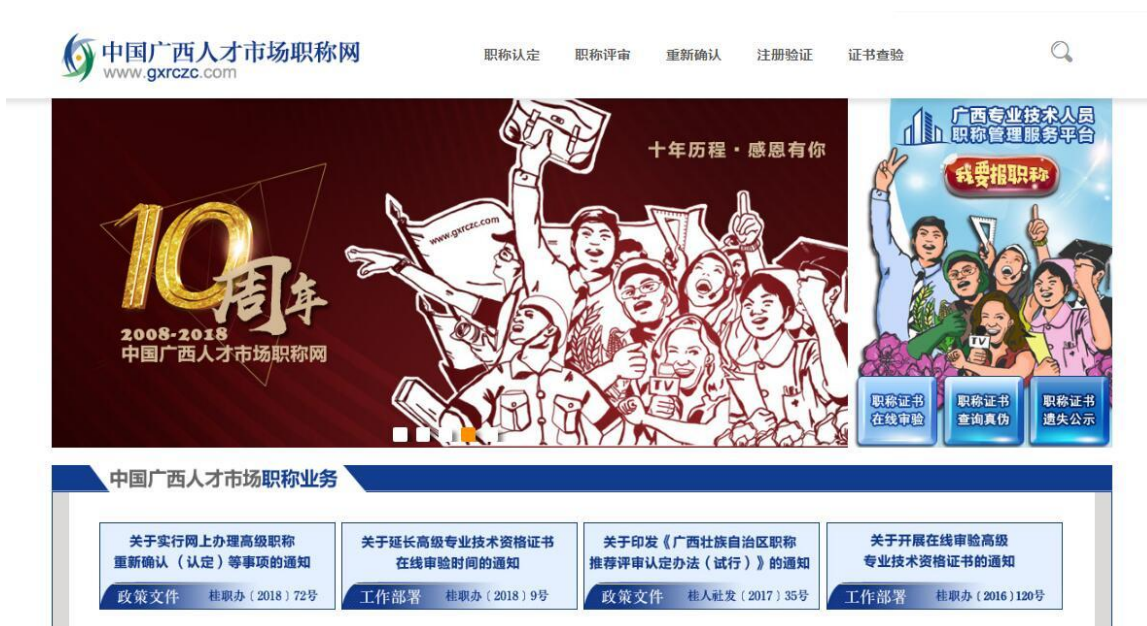 中国广西人才市场职称网
www.gxrczc.com
职称认定 职称评审 重新确认 注册验证 证书查验
十年历程·感恩有你
www.gxrczc.com
10周年
2008-2018
中国广西人才市场职称网
TV
广西专业技术人员
职称管理服务平台
我要报职称
TV
职称证书
在线审验
职称证书
查询真伪
职称证书
遗失公示
中国广西人才市场职称业务
关于实行网上办理高级职称
重新确认（认定）等事项的通知
政策文件 桂职办〔2018〕72号
关于延长高级专业技术资格证书
在线审验时间的通知
工作部署 桂职办〔2018〕9号
关于印发《广西壮族自治区职称
推荐评审认定办法（试行）》的通知
政策文件 桂人社发〔2017〕35号
关于开展在线审验高级
专业技术资格证书的通知
工作部署 桂职办〔2016〕120号